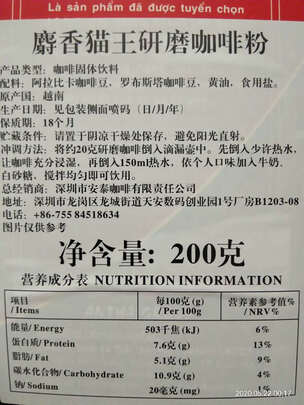 Là sản phẩm đã được tuyển chọn
麝香猫王研磨咖啡粉
产品类型：咖啡固体饮料
配料：阿拉比卡咖啡豆、罗布斯塔咖啡豆，黄油，食用盐。
原产国：越南
生产日期：见包装侧面喷码（日/月/年）
保质期：18个月
贮藏条件：请置于阴凉干燥处保存，避免阳光直射。
冲调方法：将约20克研磨咖啡倒入滴漏壶中。先倒入少许热水，
让咖啡充分浸湿，再倒入150ml热水，依个人口味加入牛奶、
白砂糖，搅拌均匀即可饮用。
总经销商：深圳市安泰咖啡有限责任公司
地址：深圳市龙岗区龙城街道天安数码创业园1号厂房B1203-08
电话：+86-755 84518634
图片仅供参考
净含量: 200克
营养成分表 NUTRITION INFORMATION
项目 /Items 每100克 (g) / Per 100g 营养素参考值% / NRV%
能量/Energy 503千焦 (kJ) 6%
蛋白质/Protein 7.6克 (g) 13%
脂肪/Fat 5.1克 (g) 9%
碳水化合物/Carbohydrate 10.9克 (g) 4%
钠/Sodium 20毫克 (mg) 1%
2020.05.22 00:17